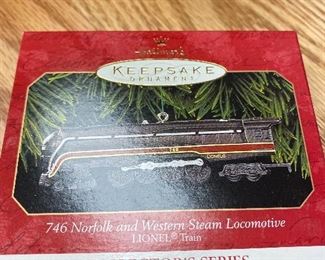 Hallmark
KEEPSAKE
ORNAMENT
746
LIONEL
746 Norfolk and Western Steam Locomotive
LIONEL® Train